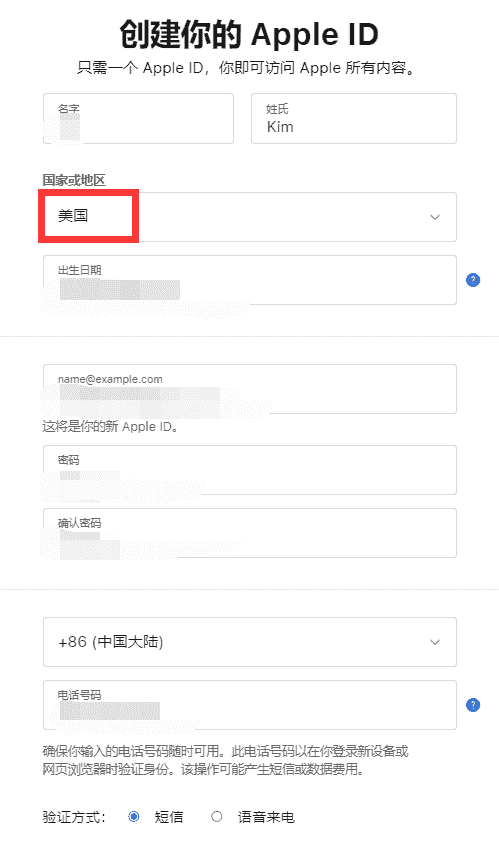 创建你的 Apple ID
只需一个 Apple ID，你即可访问 Apple 所有内容。
名字
姓氏
Kim
国家或地区
美国
出生日期
?
name@example.com
这将是你的新 Apple ID。
密码
确认密码
+86 (中国大陆)
电话号码
?
确保你输入的电话号码随时可用。此电话号码以在你登录新设备或
网页浏览器时验证身份。该操作可能产生短信或数据费用。
验证方式： 短信 语音来电